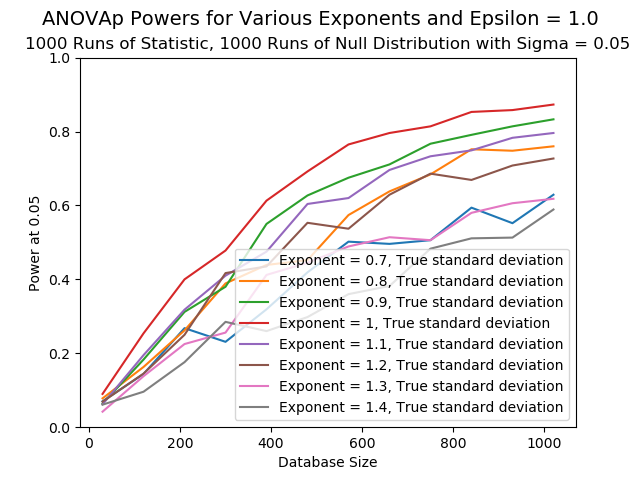 ANOVAp Powers for Various Exponents and Epsilon = 1.0
1000 Runs of Statistic, 1000 Runs of Null Distribution with Sigma = 0.05
1.0
0.8
0.6
0.4
0.2
0.0
Power at 0.05
Exponent = 0.7, True standard deviation
Exponent = 0.8, True standard deviation
Exponent = 0.9, True standard deviation
Exponent = 1, True standard deviation
Exponent = 1.1, True standard deviation
Exponent = 1.2, True standard deviation
Exponent = 1.3, True standard deviation
Exponent = 1.4, True standard deviation
0 200 400 600 800 1000
Database Size